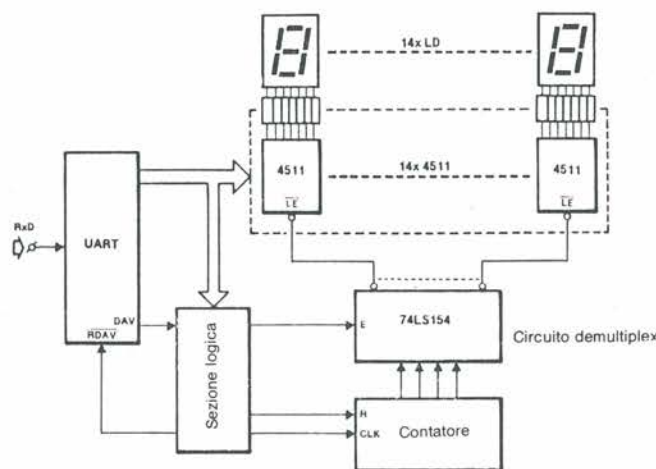 14x LD
4511
14x 4511
4511
LE
LE
RxD
UART
DAV
RDAV
Sezione logica
E
74LS154
Circuito demultiplex
R
CLK
Contatore